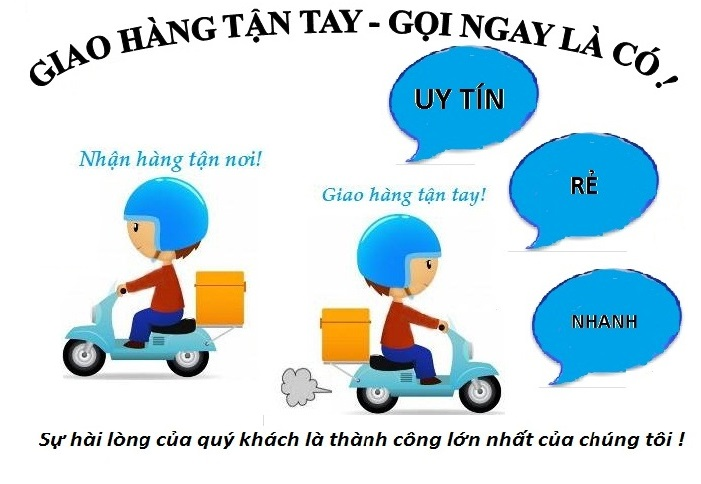 GIAO HÀNG TẬN TAY - GỌI NGAY LÀ CÓ !
UY TÍN
Nhận hàng tận nơi!
RẺ
Giao hàng tận tay!
NHANH
Sự hài lòng của quý khách là thành công lớn nhất của chúng tôi !